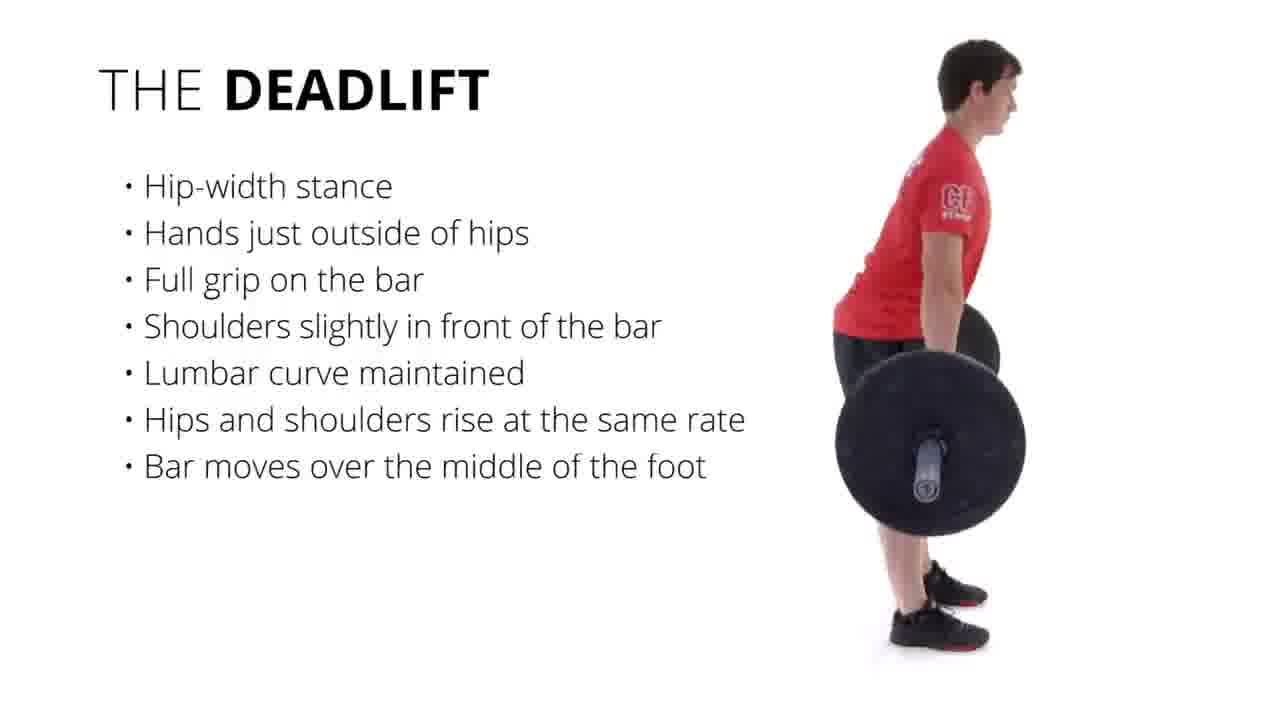 THE DEADLIFT
• Hip-width stance
• Hands just outside of hips
• Full grip on the bar
• Shoulders slightly in front of the bar
• Lumbar curve maintained
• Hips and shoulders rise at the same rate
• Bar moves over the middle of the foot